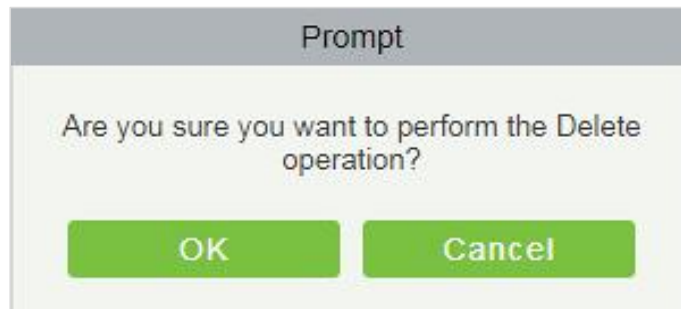 Prompt
Are you sure you want to perform the Delete
operation?
OK
Cancel